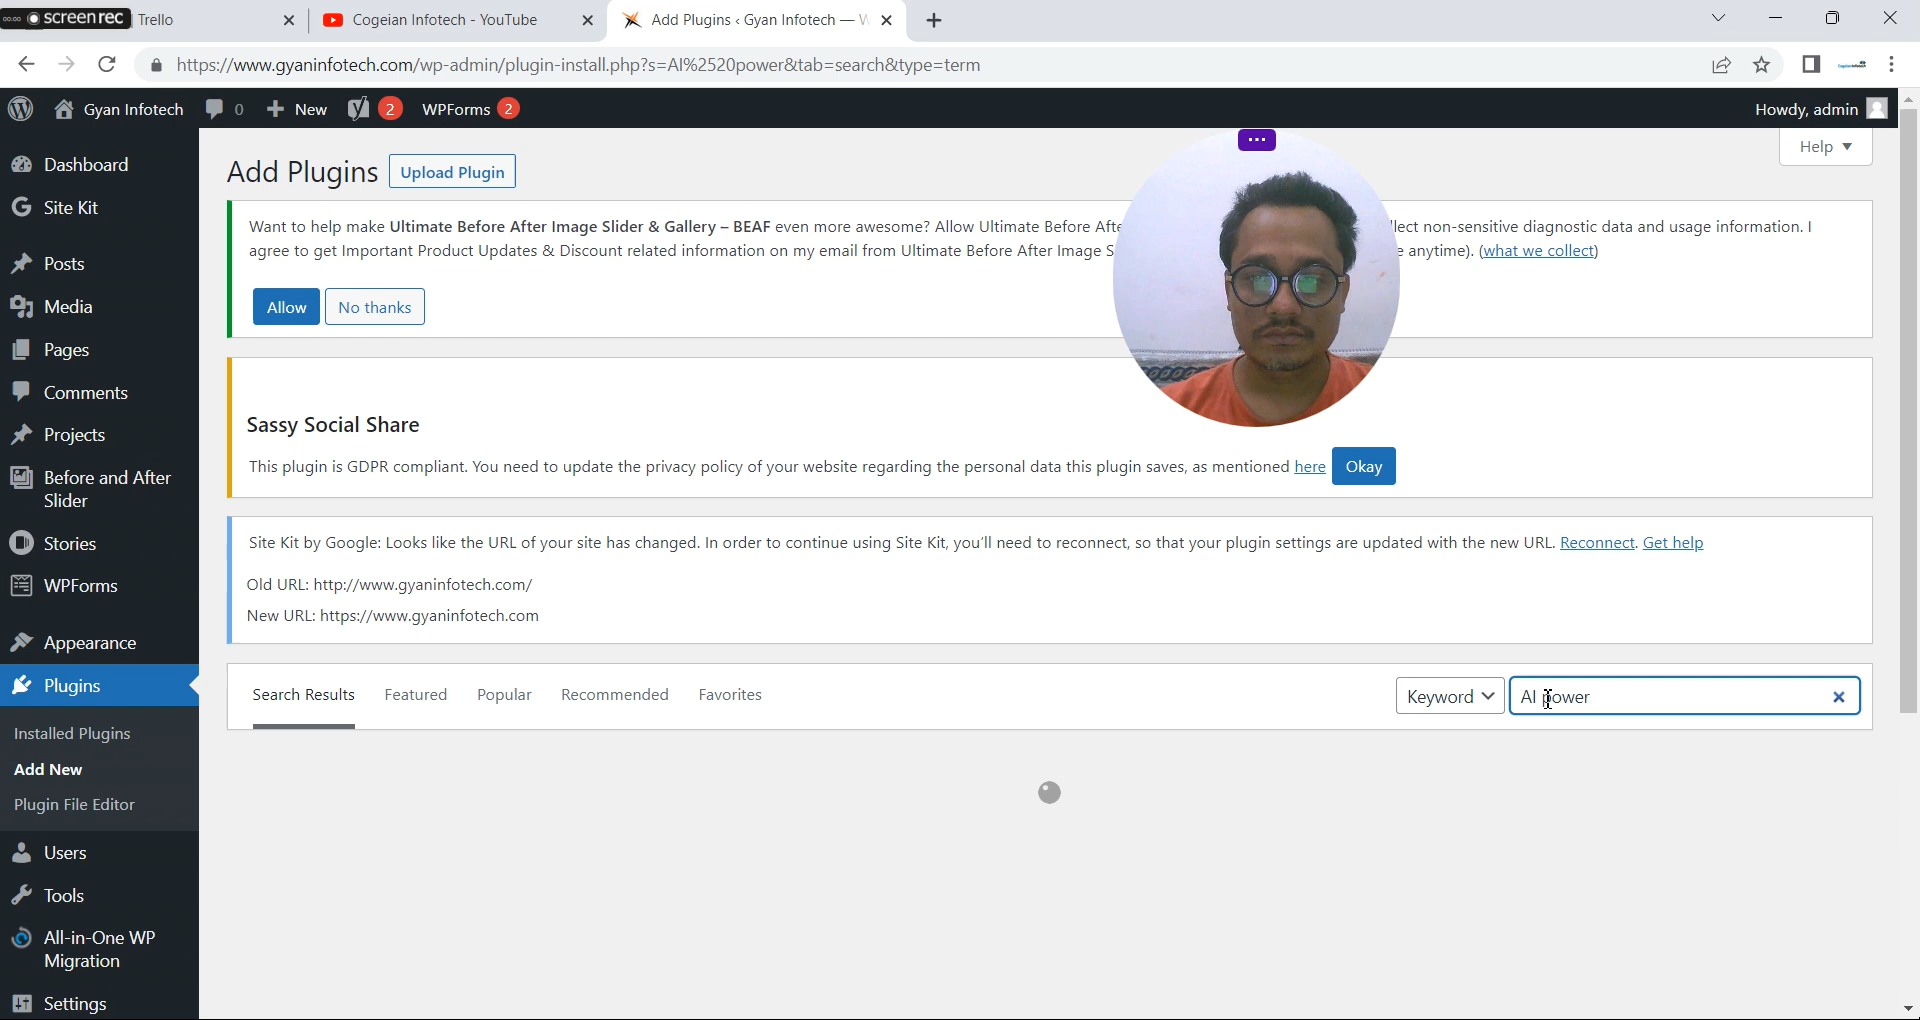 00:00 screenrec Trello
Cogeian Infotech - YouTube
Add Plugins ‹ Gyan Infotech — W
https://www.gyaninfotech.com/wp-admin/plugin-install.php?s=AI%2520power&tab=search&type=term
Gyan Infotech 0 New 2 WPForms 2 Howdy, admin
Dashboard
Site Kit
Posts
Media
Pages
Comments
Projects
Before and After
Slider
Stories
WPForms
Appearance
Plugins
Installed Plugins
Add New
Plugin File Editor
Users
Tools
All-in-One WP
Migration
Settings
Help
Add Plugins Upload Plugin
Want to help make Ultimate Before After Image Slider & Gallery – BEAF even more awesome? Allow Ultimate Before Afte llect non-sensitive diagnostic data and usage information. I
agree to get Important Product Updates & Discount related information on my email from Ultimate Before After Image S e anytime). (what we collect)
Allow No thanks
Sassy Social Share
This plugin is GDPR compliant. You need to update the privacy policy of your website regarding the personal data this plugin saves, as mentioned here Okay
Site Kit by Google: Looks like the URL of your site has changed. In order to continue using Site Kit, you'll need to reconnect, so that your plugin settings are updated with the new URL. Reconnect. Get help
Old URL: http://www.gyaninfotech.com/
New URL: https://www.gyaninfotech.com
Search Results Featured Popular Recommended Favorites Keyword AI power